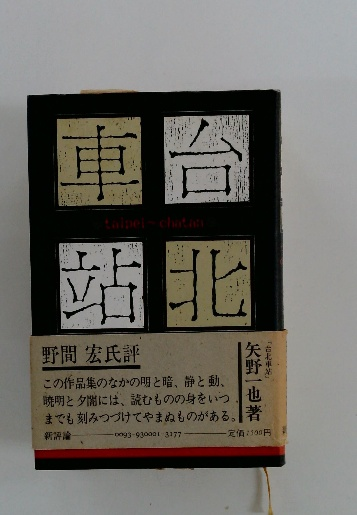 台北
車站
taipei-chatan
「台北車站」
矢野一也著
野間 宏氏評
この作品集のなかの明と暗、静と動、
暁明と夕闇には、読むものの身をいつ
までも刻みつづけてやまぬものがある。
新評論 0093-930001-3177 定価1100円